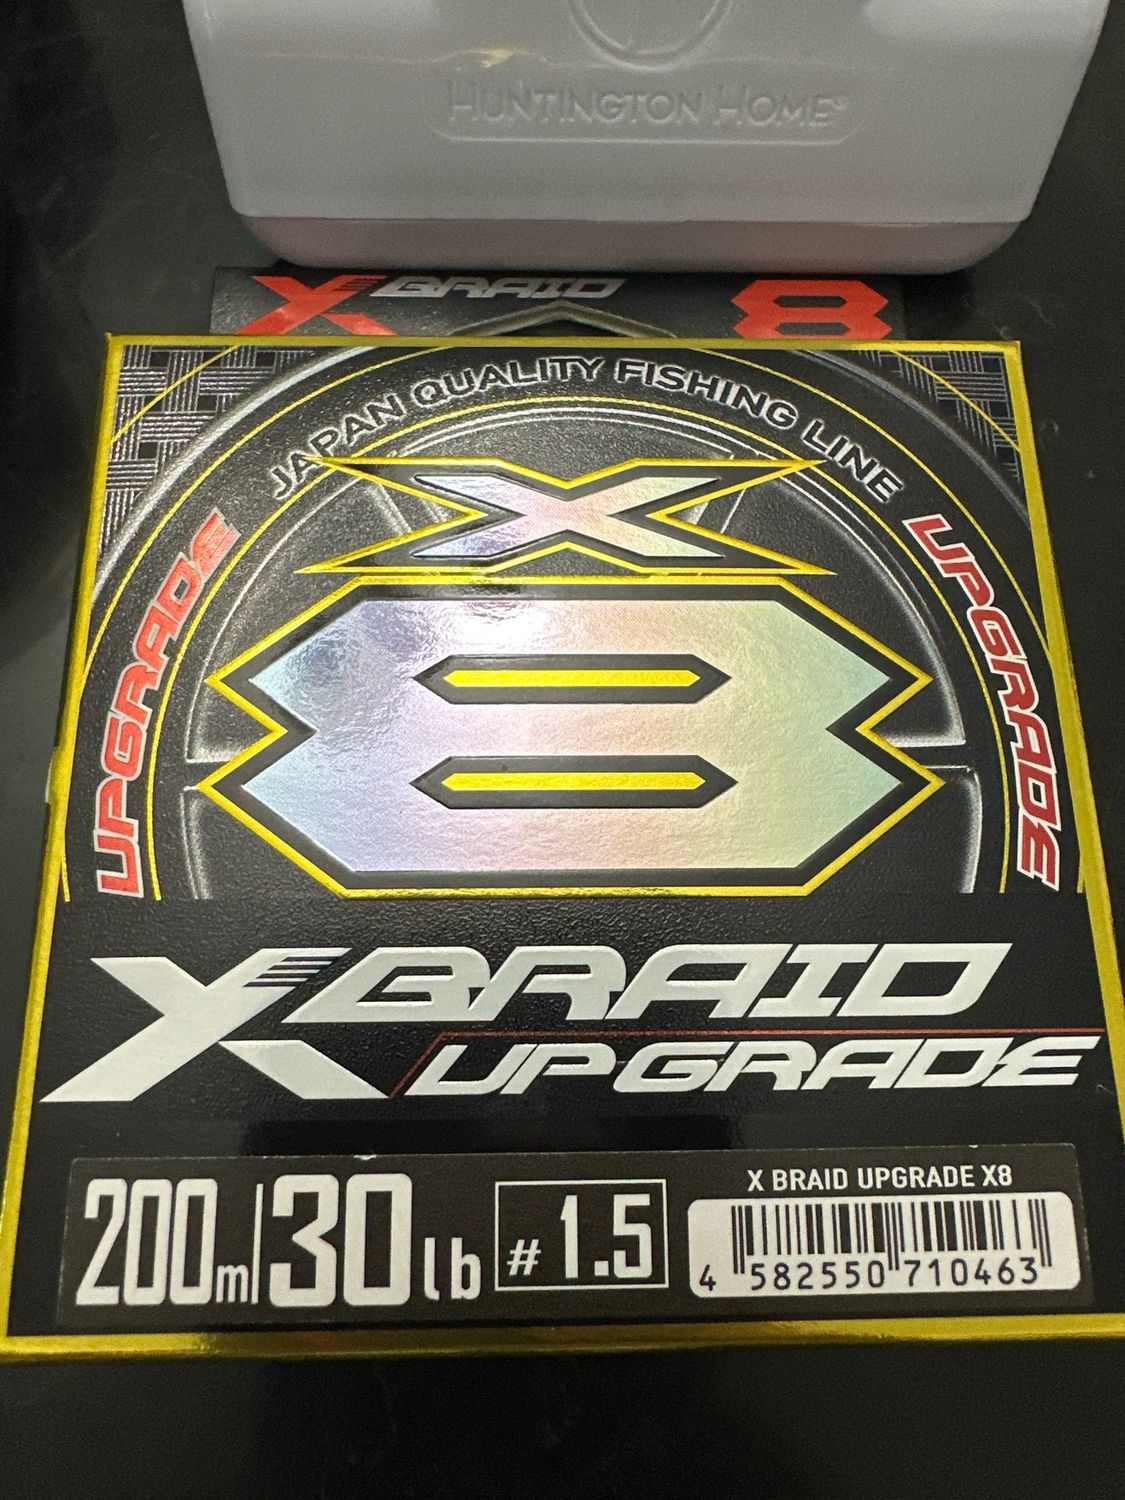 HUNTINGTON HOME
X BRAID 8
JAPAN QUALITY FISHING LINE
UPGRADE
UPGRADE
X
8
X BRAID
UPGRADE
200m 30lb #1.5
X BRAID UPGRADE X8
4 582550 710463